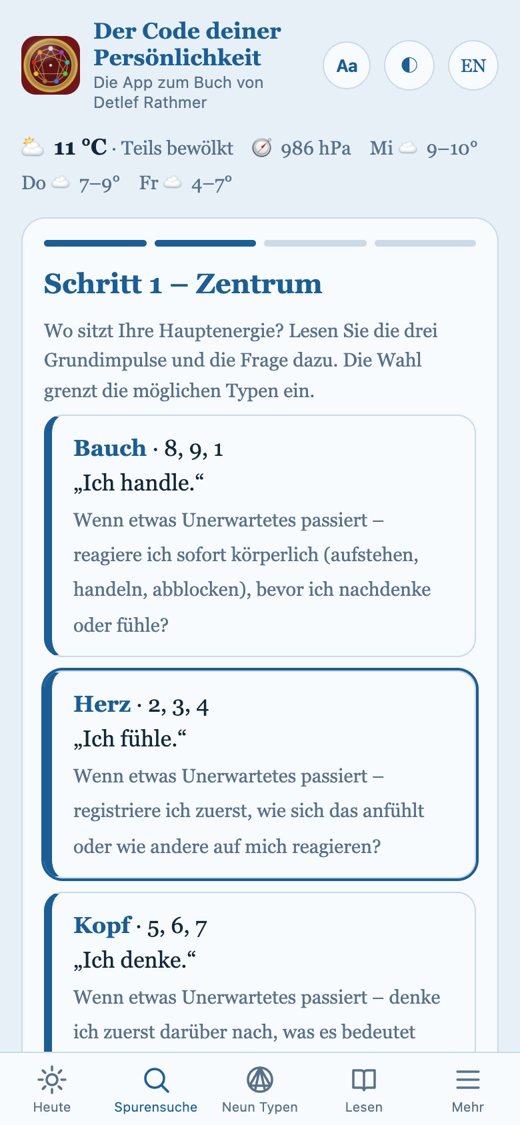 Der Code deiner
Persönlichkeit
Die App zum Buch von
Detlef Rathmer
Aa
EN
11 °C · Teils bewölkt 986 hPa Mi 9–10°
Do 7–9° Fr 4–7°
Schritt 1 – Zentrum
Wo sitzt Ihre Hauptenergie? Lesen Sie die drei
Grundimpulse und die Frage dazu. Die Wahl
grenzt die möglichen Typen ein.
Bauch · 8, 9, 1
„Ich handle.“
Wenn etwas Unerwartetes passiert –
reagiere ich sofort körperlich (aufstehen,
handeln, abblocken), bevor ich nachdenke
oder fühle?
Herz · 2, 3, 4
„Ich fühle.“
Wenn etwas Unerwartetes passiert –
registriere ich zuerst, wie sich das anfühlt
oder wie andere auf mich reagieren?
Kopf · 5, 6, 7
„Ich denke.“
Wenn etwas Unerwartetes passiert – denke
ich zuerst darüber nach, was es bedeutet
Heute
Spurensuche
Neun Typen
Lesen
Mehr